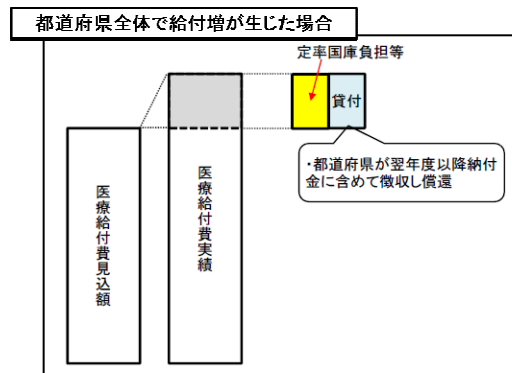 都道府県全体で給付増が生じた場合
定率国庫負担等
貸付
・都道府県が翌年度以降納付
金に含めて徴収し償還
医療給付費見込額
医療給付費実績